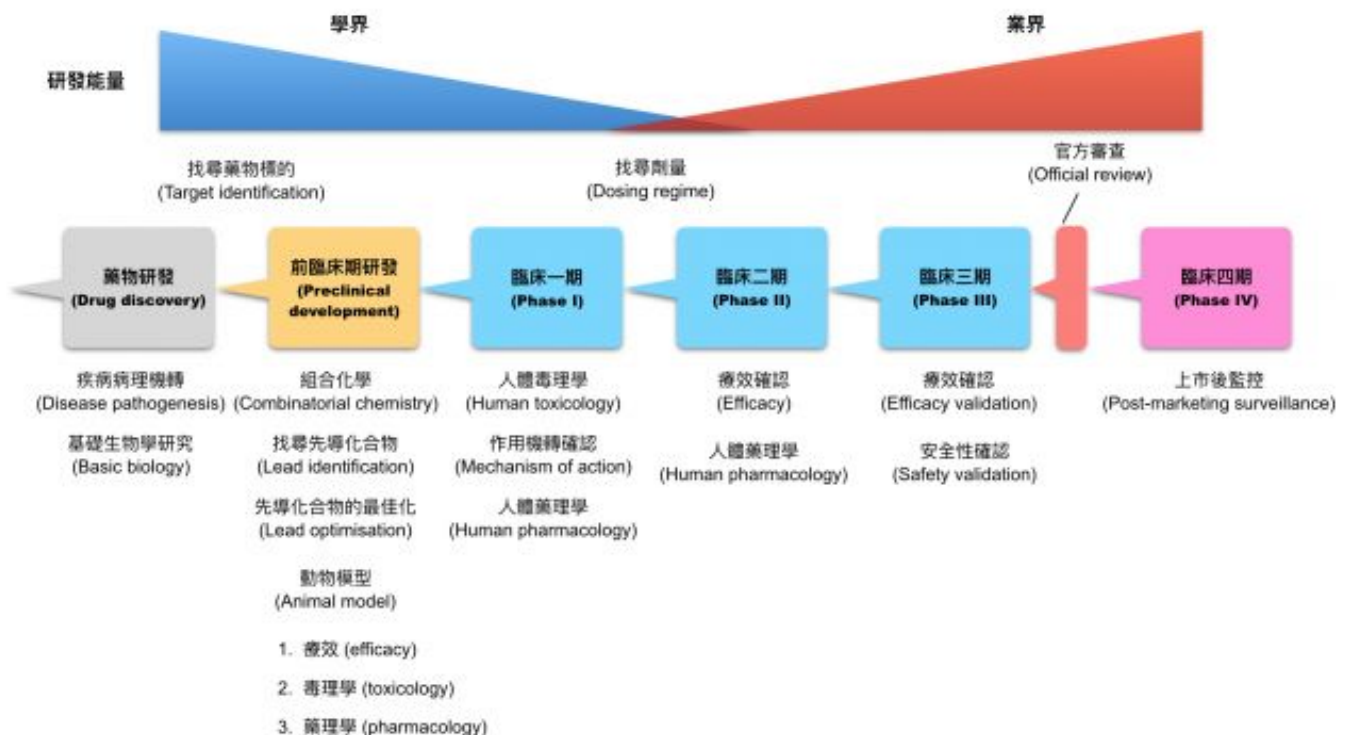 學界
業界
研發能量
找尋藥物標的
(Target identification)
找尋劑量
(Dosing regime)
官方審查
(Official review)
藥物研發
(Drug discovery)
前臨床期研發
(Preclinical
development)
臨床一期
(Phase I)
臨床二期
(Phase II)
臨床三期
(Phase III)
臨床四期
(Phase IV)
疾病病理機轉
(Disease pathogenesis)
基礎生物學研究
(Basic biology)
組合化學
(Combinatorial chemistry)
找尋先導化合物
(Lead identification)
先導化合物的最佳化
(Lead optimisation)
動物模型
(Animal model)
1. 療效 (efficacy)
2. 毒理學 (toxicology)
3. 藥理學 (pharmacology)
人體毒理學
(Human toxicology)
作用機轉確認
(Mechanism of action)
人體藥理學
(Human pharmacology)
療效確認
(Efficacy)
人體藥理學
(Human pharmacology)
療效確認
(Efficacy validation)
安全性確認
(Safety validation)
上市後監控
(Post-marketing surveillance)